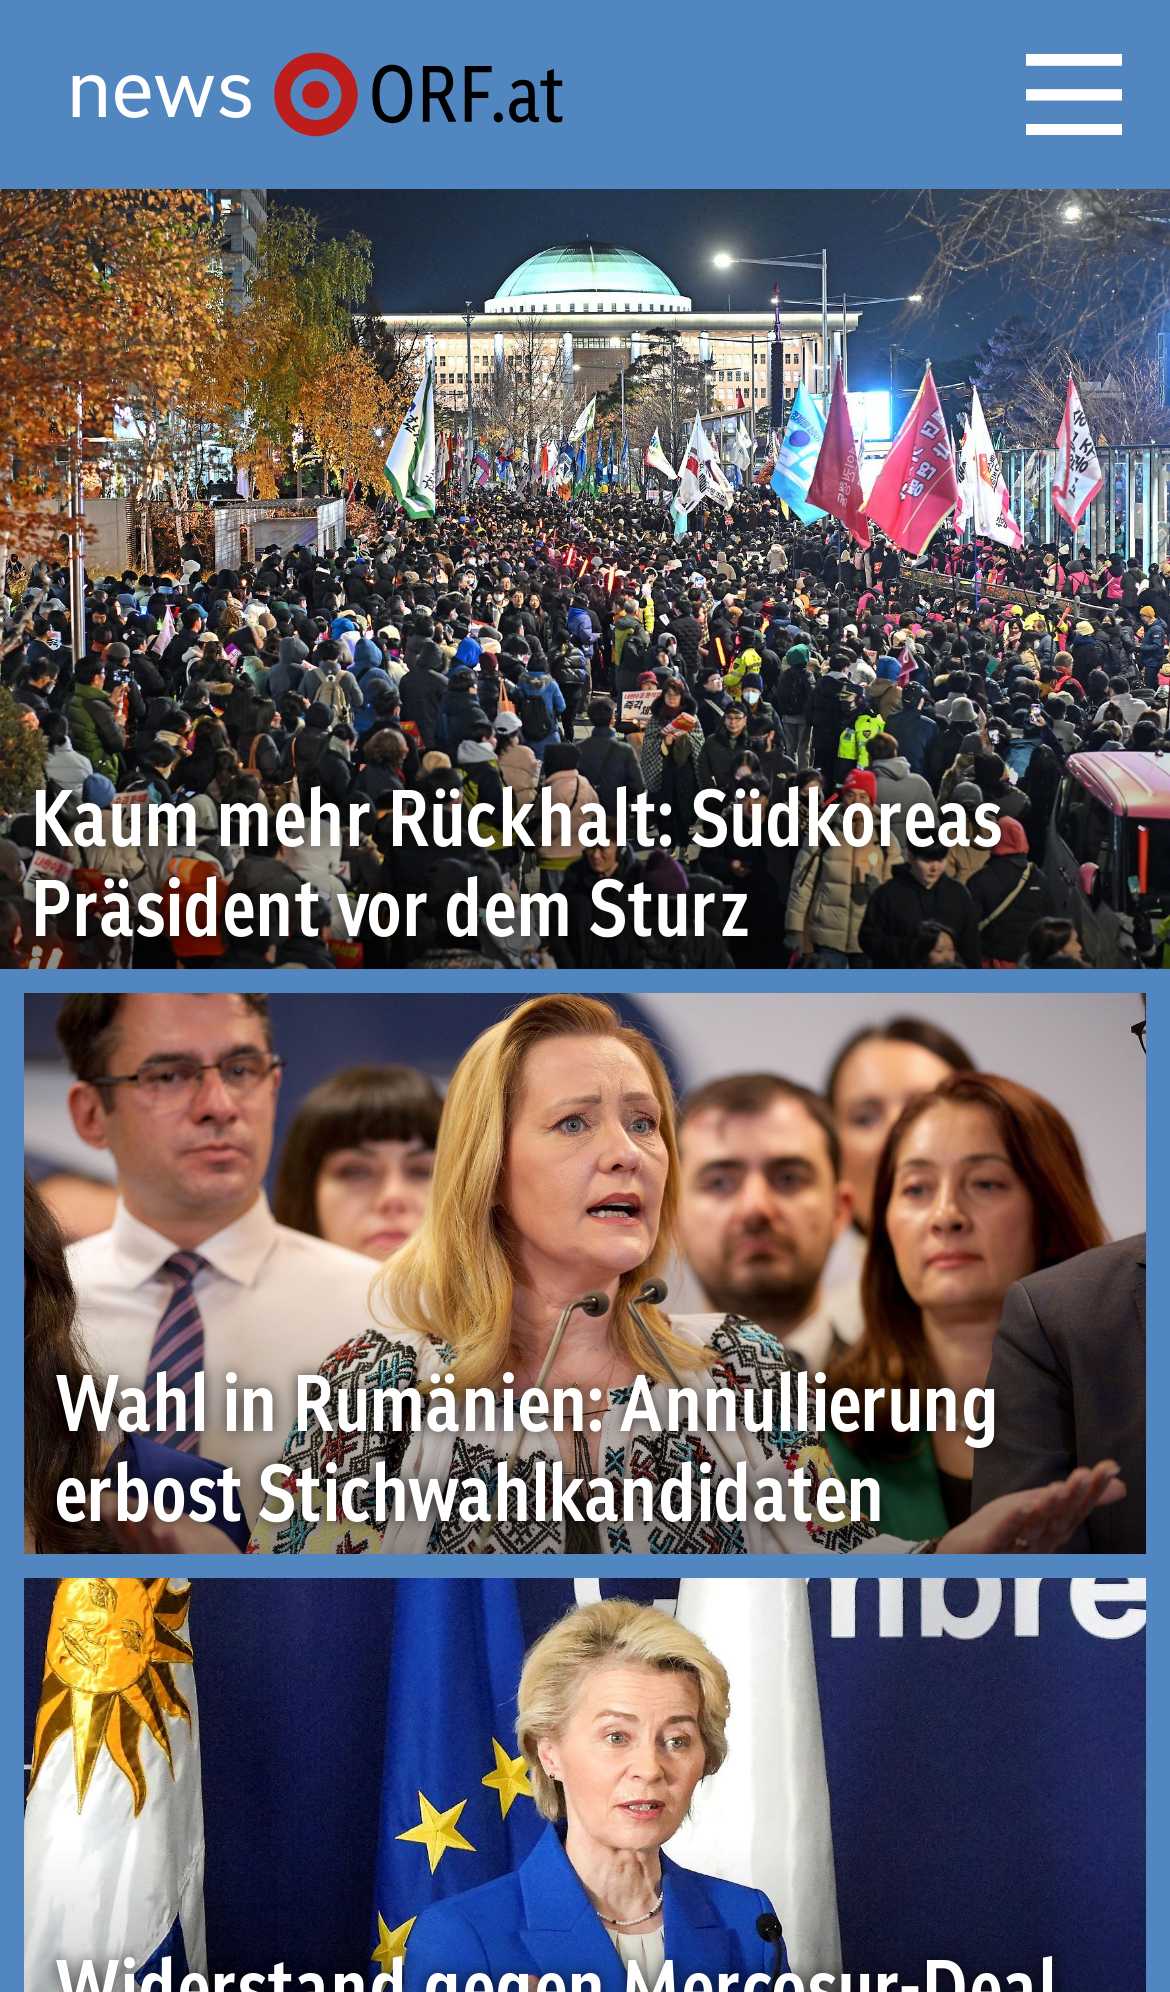 news ORF.at
Kaum mehr Rückhalt: Südkoreas
Präsident vor dem Sturz
Wahl in Rumänien: Annullierung
erbost Stichwahlkandidaten
mbre
Widerstand gegen Mercosur-Deal